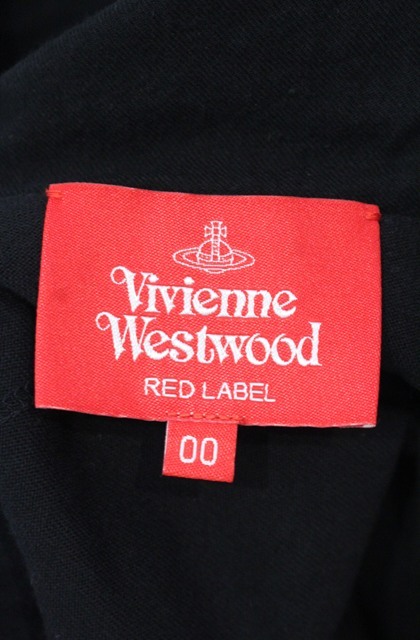 Vivienne
Westwood
RED LABEL
00